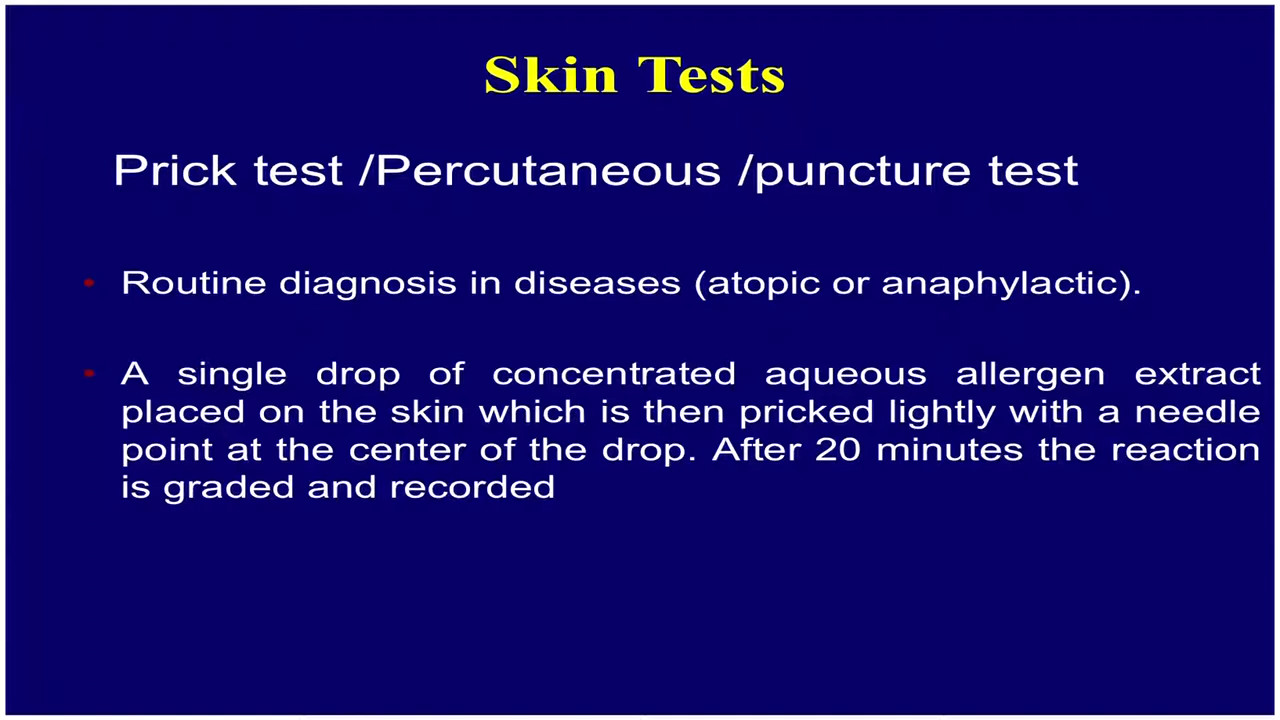 Skin Tests
Prick test /Percutaneous /puncture test
• Routine diagnosis in diseases (atopic or anaphylactic).
• A single drop of concentrated aqueous allergen extract
placed on the skin which is then pricked lightly with a needle
point at the center of the drop. After 20 minutes the reaction
is graded and recorded